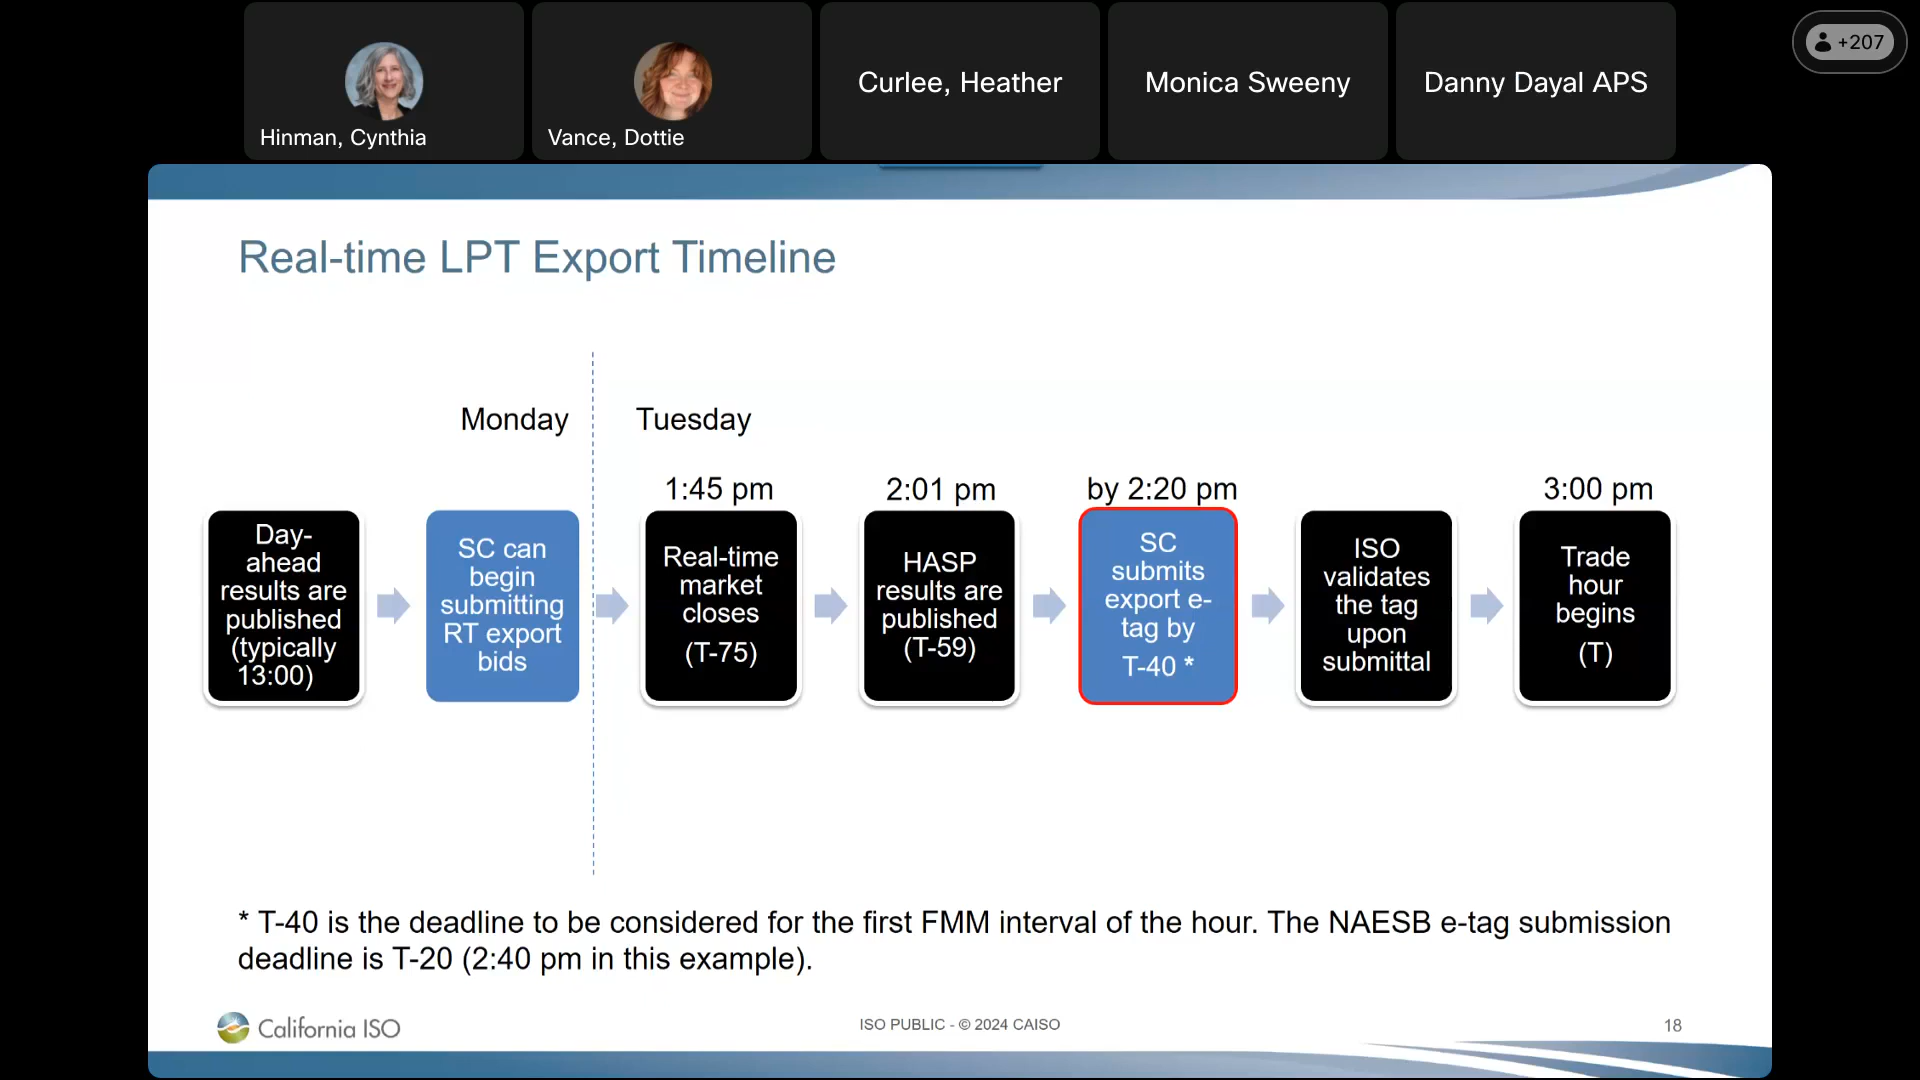 Hinman, Cynthia
Vance, Dottie
Curlee, Heather
Monica Sweeny
Danny Dayal APS
+207
Real-time LPT Export Timeline
Monday
Tuesday
1:45 pm
2:01 pm
by 2:20 pm
3:00 pm
Day-
ahead
results are
published
(typically
13:00)
SC can
begin
submitting
RT export
bids
Real-time
market
closes
(T-75)
HASP
results are
published
(T-59)
SC
submits
export e-
tag by
T-40 *
ISO
validates
the tag
upon
submittal
Trade
hour
begins
(T)
* T-40 is the deadline to be considered for the first FMM interval of the hour. The NAESB e-tag submission
deadline is T-20 (2:40 pm in this example).
California ISO
ISO PUBLIC - © 2024 CAISO
18